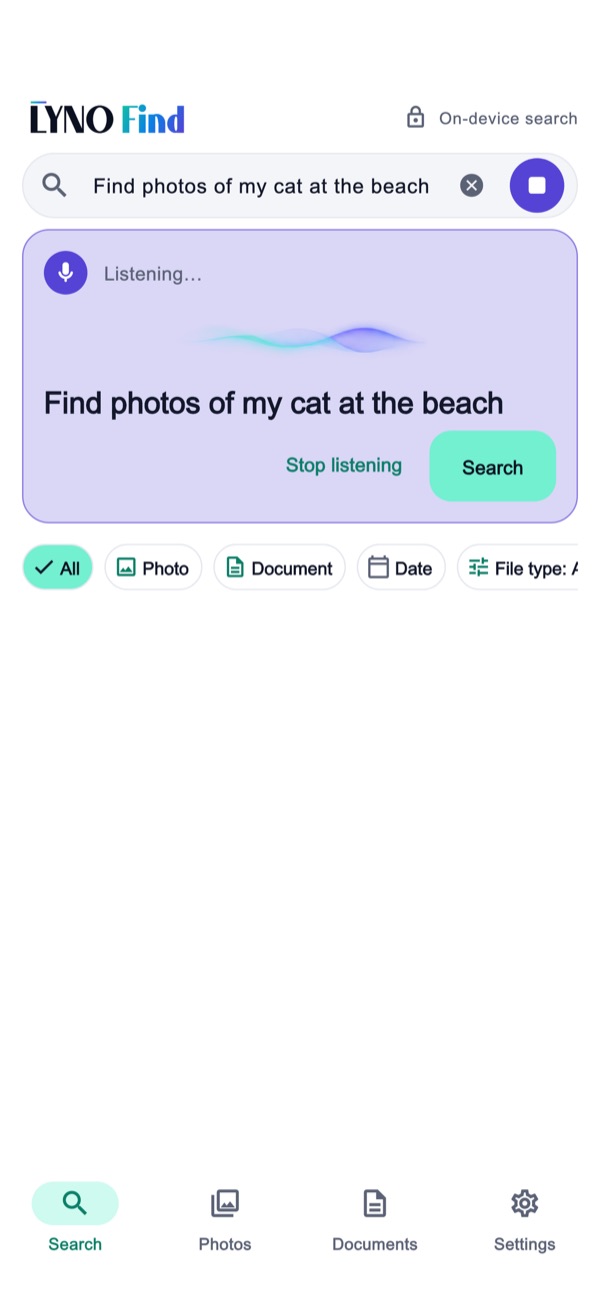 LYNO Find
On-device search
Find photos of my cat at the beach
Listening...
Find photos of my cat at the beach
Stop listening
Search
All
Photo
Document
Date
File type: A
Search
Photos
Documents
Settings